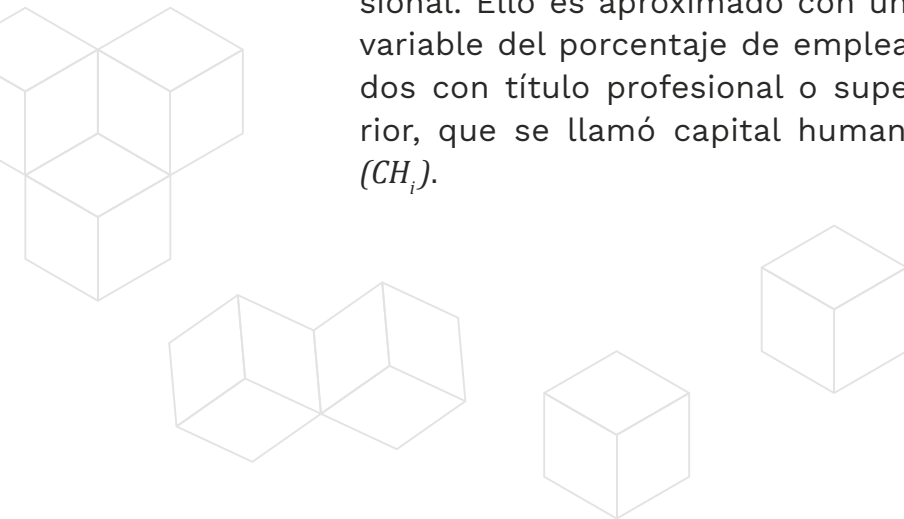 sional. Ello es aproximado con un
variable del porcentaje de emplea
dos con título profesional o supe
rior, que se llamó capital human
(CHᵢ).